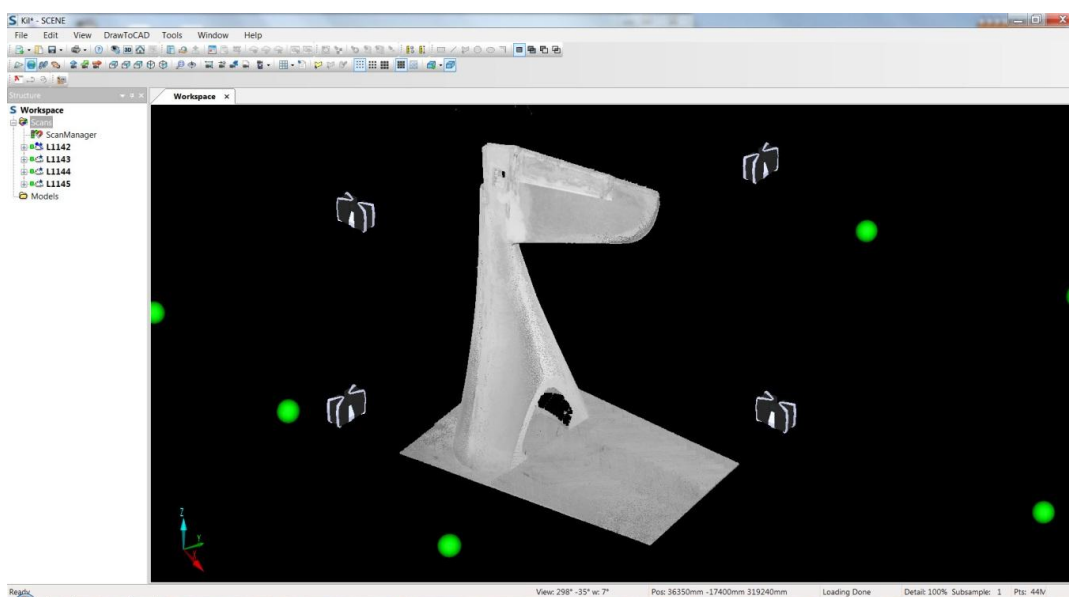 S Kil* - SCENE
File Edit View DrawToCAD Tools Window Help
Structure
Workspace ×
S Workspace
Scans
ScanManager
L1142
L1143
L1144
L1145
Models
Z
Y
Ready
View: 298° -35° w: 7° Pos: 36350mm -17400mm 319240mm Loading Done Detail: 100% Subsample: 1 Pts: 44M